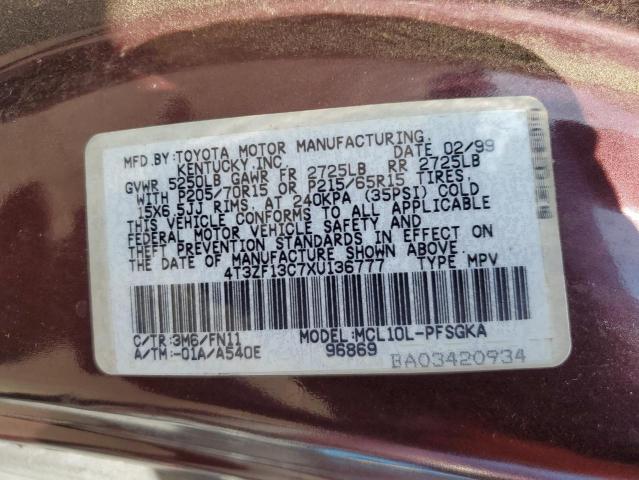 MFD.BY: TOYOTA MOTOR MANUFACTURING,
KENTUCKY,INC. DATE 02/99
GVWR 5250LB GAWR FR 2725LB RR 2725LB
WITH P205/70R15 OR P215/65R15 TIRES,
15X6.5JJ RIMS, AT 240KPA (35PSI) COLD
THIS VEHICLE CONFORMS TO ALL APPLICABLE
FEDERAL MOTOR VEHICLE SAFETY AND
THEFT PREVENTION STANDARDS IN EFFECT ON
THE DATE OF MANUFACTURE SHOWN ABOVE.
4T3ZF13C7XU136777 TYPE MPV
C/TR:3M6/FN11 MODEL:MCL10L-PFSGKA
A/TM:-01A/A540E 96869
BA03420934